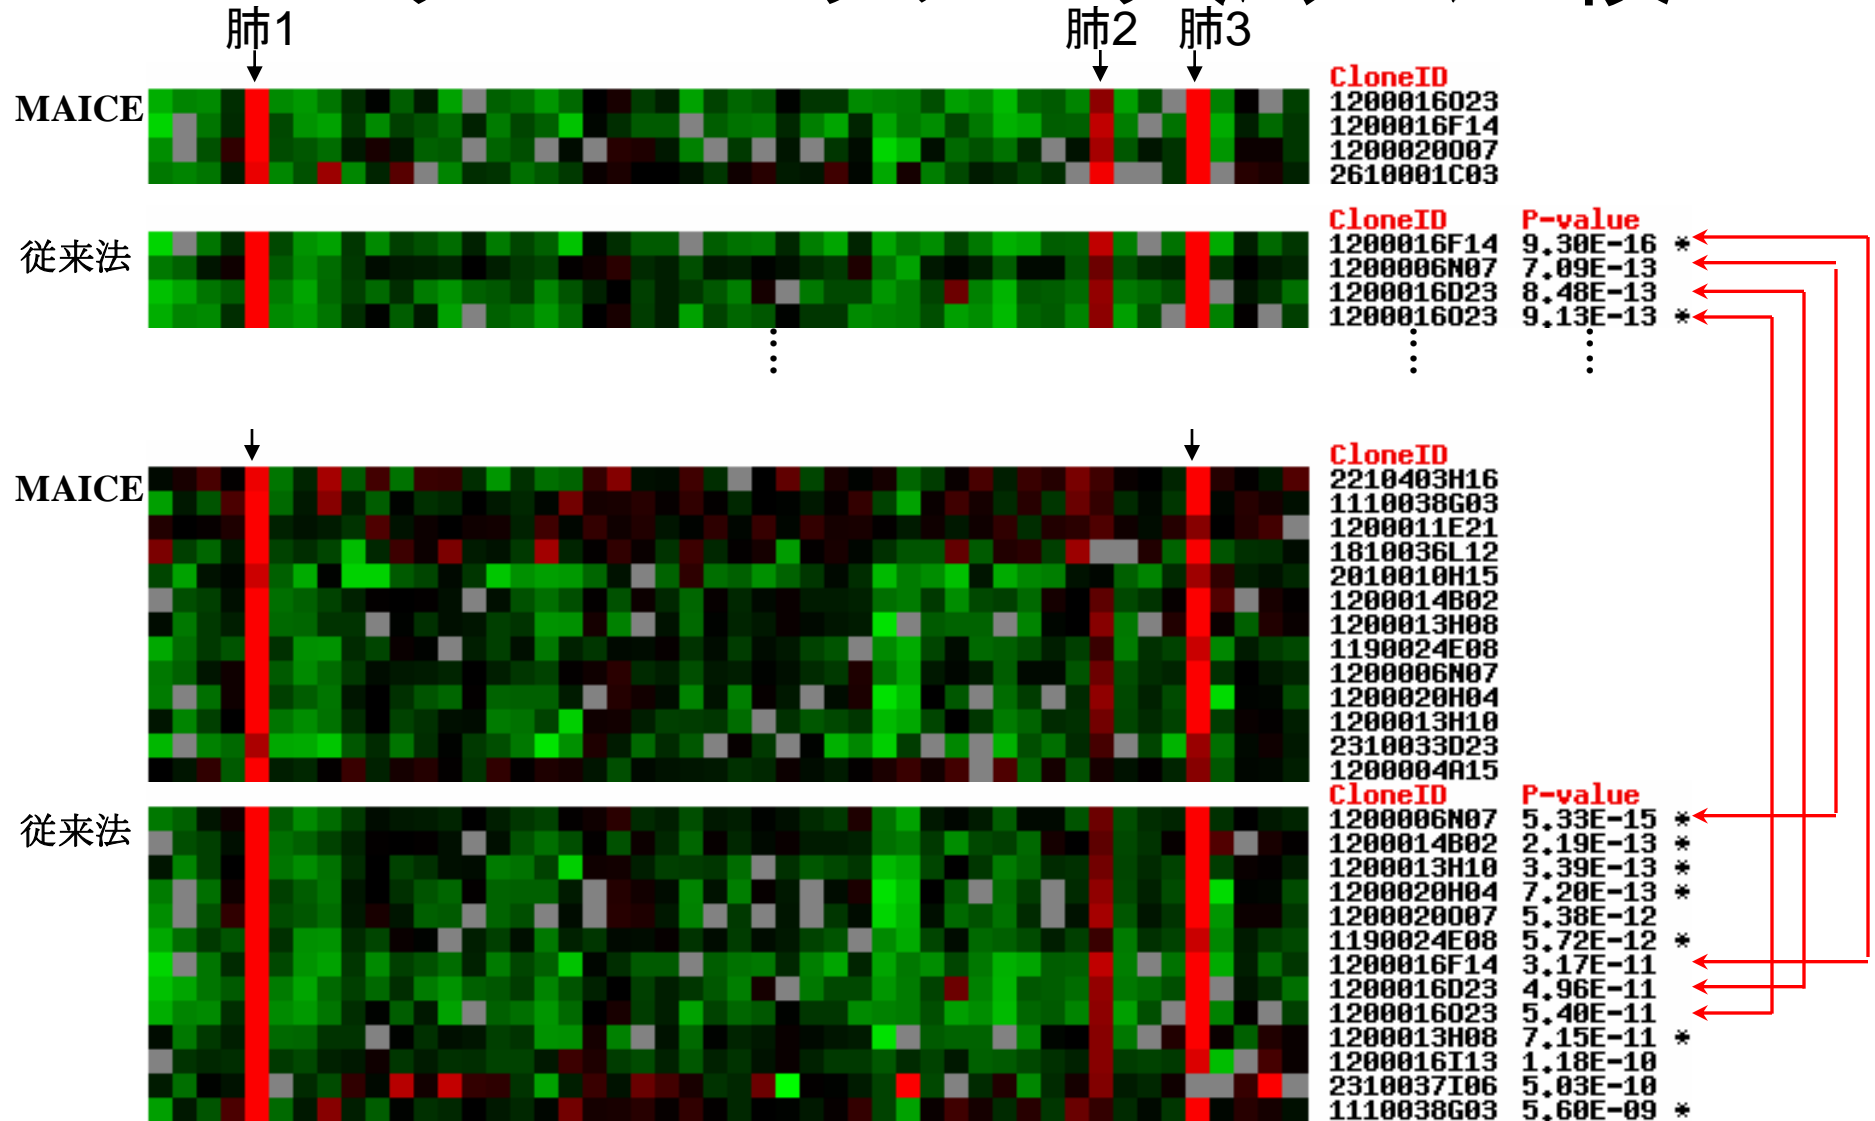 肺1 肺2 肺3
MAICE
CloneID
1200016O23
1200016F14
1200020O07
2610001C03
従来法
CloneID P-value
1200016F14 9.30E-16 *
1200006N07 7.09E-13
1200016D23 8.48E-13
1200016O23 9.13E-13 *
MAICE
CloneID
2210403H16
1110038G03
1200011E21
1810036L12
2010010H15
1200014B02
1200013H08
1190024E08
1200006N07
1200020H04
1200013H10
2310033D23
1200004A15
従来法
CloneID P-value
1200006N07 5.33E-15 *
1200014B02 2.19E-13 *
1200013H10 3.39E-13 *
1200020H04 7.20E-13 *
1200020O07 5.38E-12
1190024E08 5.72E-12 *
1200016F14 3.17E-11
1200016D23 4.96E-11
1200016O23 5.40E-11
1200013H08 7.15E-11 *
1200016I13 1.18E-10
2310037I06 5.03E-10
1110038G03 5.60E-09 *